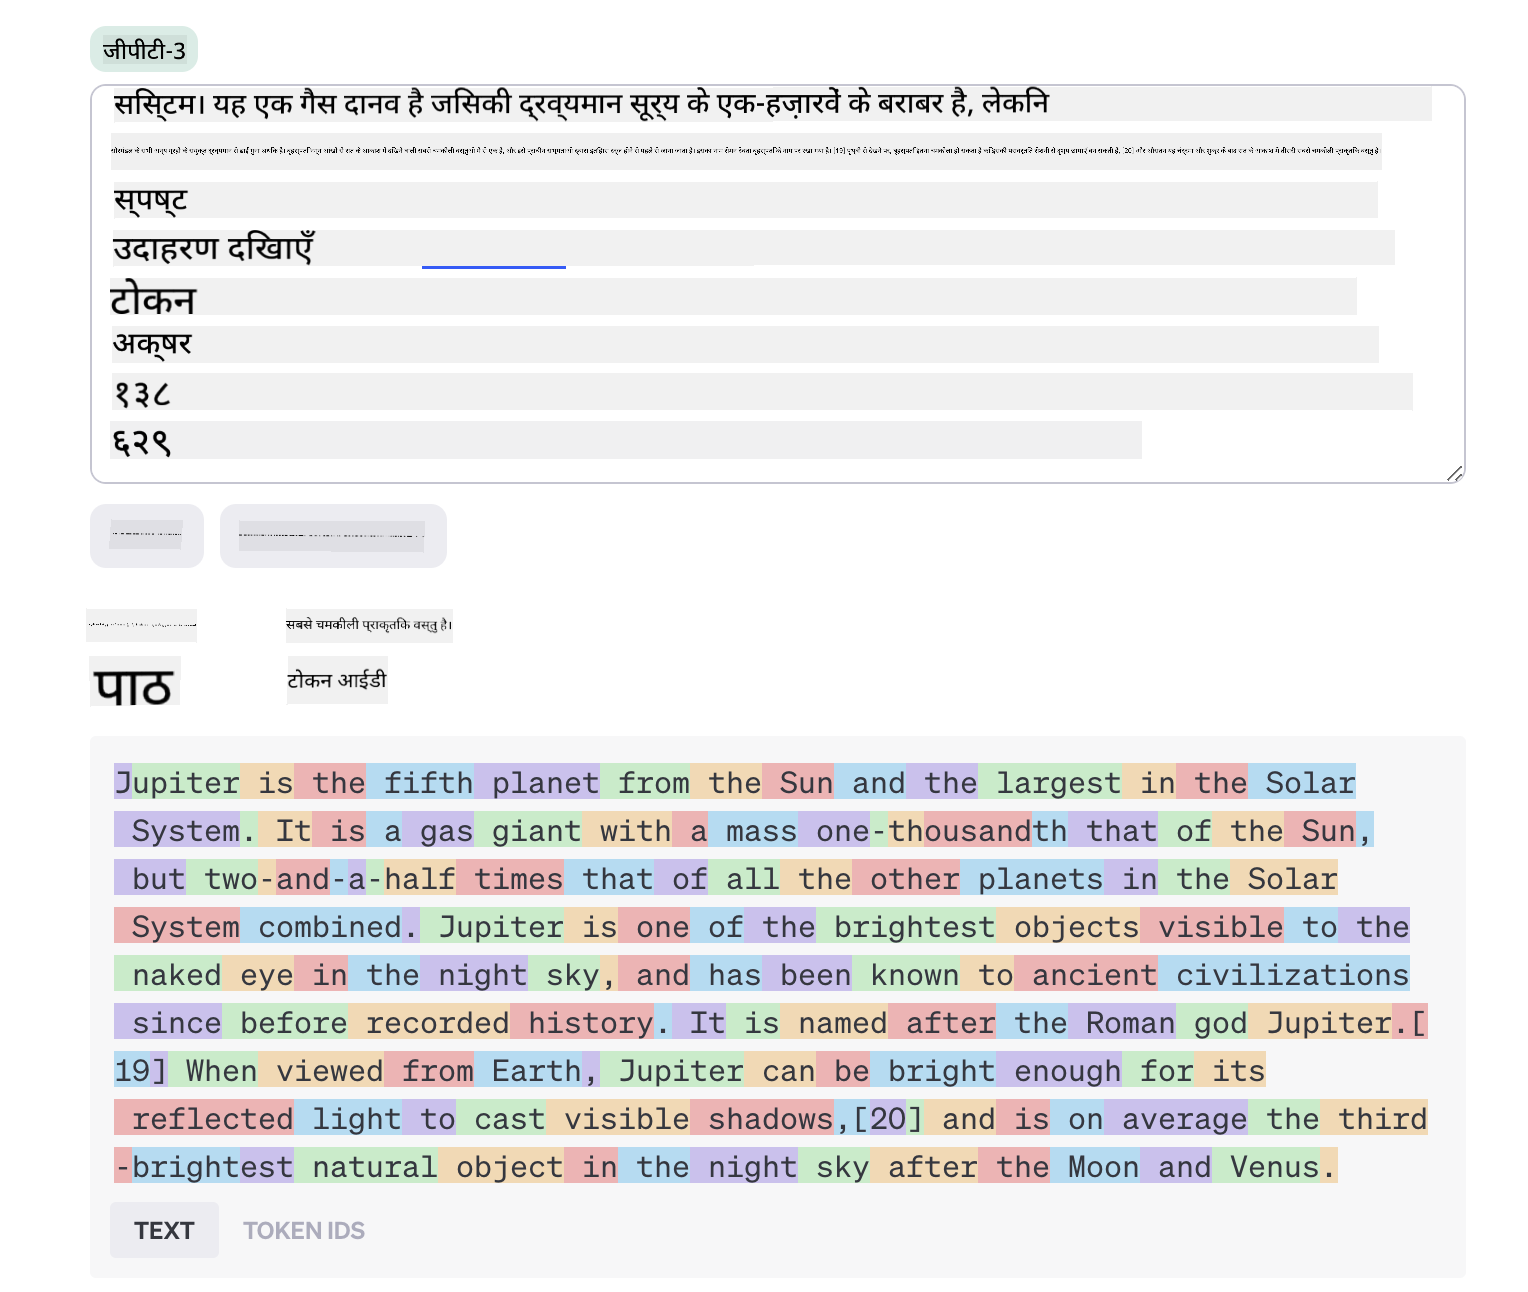 जीपीटी-3
ससि्टम। यह एक गैस दानव है जसिकी द्रव्यमान सूर्य के एक-हज़ारवें के बराबर है, लेकनि
स्पष्ट
उदाहरण दखिाएँ
टोकन
अक्षर
१३८
६२९
सबसे चमकीली प्राकृतकि वस्तु है।
पाठ
टोकन आईडी
Jupiter is the fifth planet from the Sun and the largest in the Solar
System. It is a gas giant with a mass one-thousandth that of the Sun,
but two-and-a-half times that of all the other planets in the Solar
System combined. Jupiter is one of the brightest objects visible to the
naked eye in the night sky, and has been known to ancient civilizations
since before recorded history. It is named after the Roman god Jupiter.[
19] When viewed from Earth, Jupiter can be bright enough for its
reflected light to cast visible shadows,[20] and is on average the third
-brightest natural object in the night sky after the Moon and Venus.
TEXT
TOKEN IDS